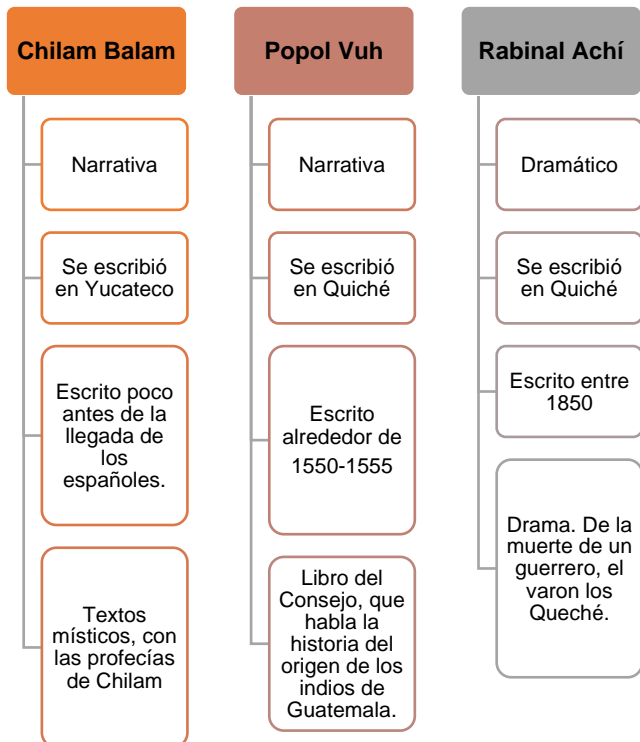 Chilam Balam
Narrativa
Se escribió
en Yucateco
Escrito poco
antes de la
llegada de
los
españoles.
Textos
místicos, con
las profecías
de Chilam
Popol Vuh
Narrativa
Se escribió
en Quiché
Escrito
alrededor de
1550-1555
Libro del
Consejo, que
habla la
historia del
origen de los
indios de
Guatemala.
Rabinal Achí
Dramático
Se escribió
en Quiché
Escrito entre
1850
Drama. De la
muerte de un
guerrero, el
varon los
Queché.